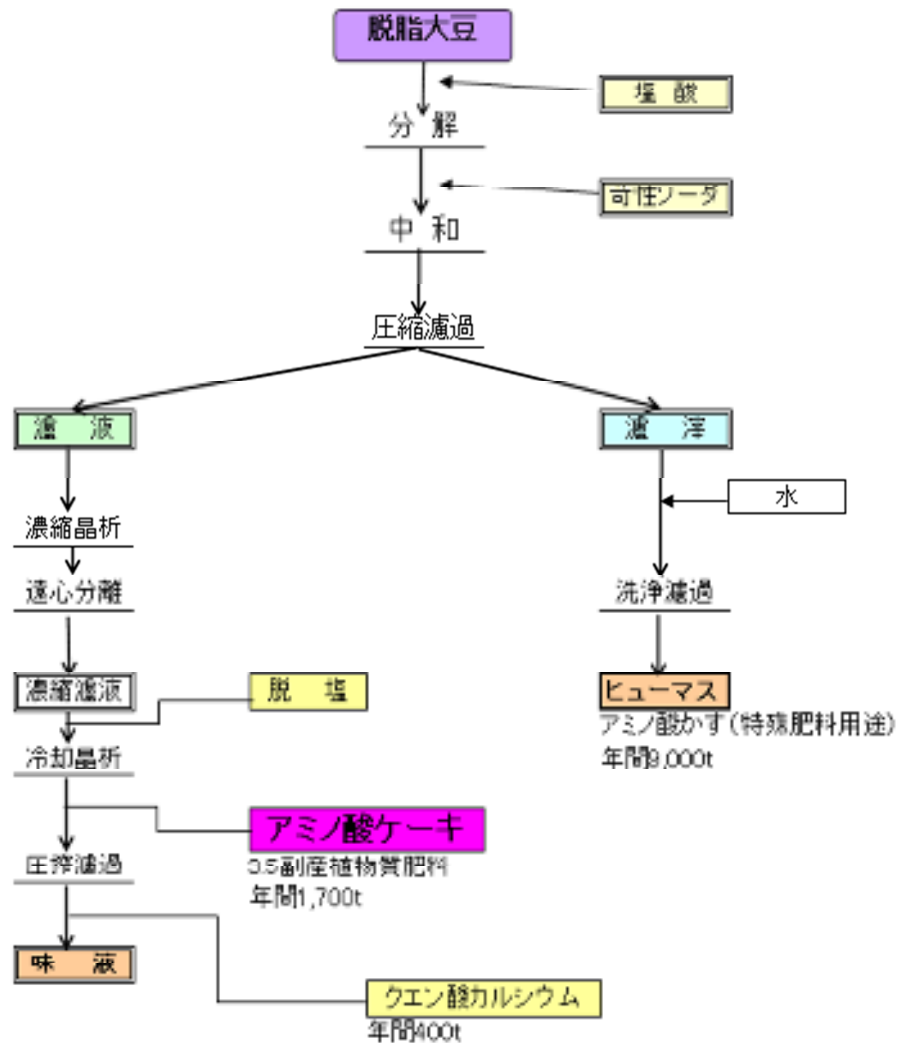 脱脂大豆
塩 酸
分 解
苛性ソーダ
中 和
圧縮濾過
濾 液
濾 滓
水
濃縮晶析
遠心分離
洗浄濾過
濃縮濾液
脱 塩
ヒューマス
アミノ酸かす(特殊肥料用途)
年間9,000t
冷却晶析
アミノ酸ケーキ
圧搾濾過
副産植物質肥料
年間1,700t
味 液
クエン酸カルシウム
年間400t